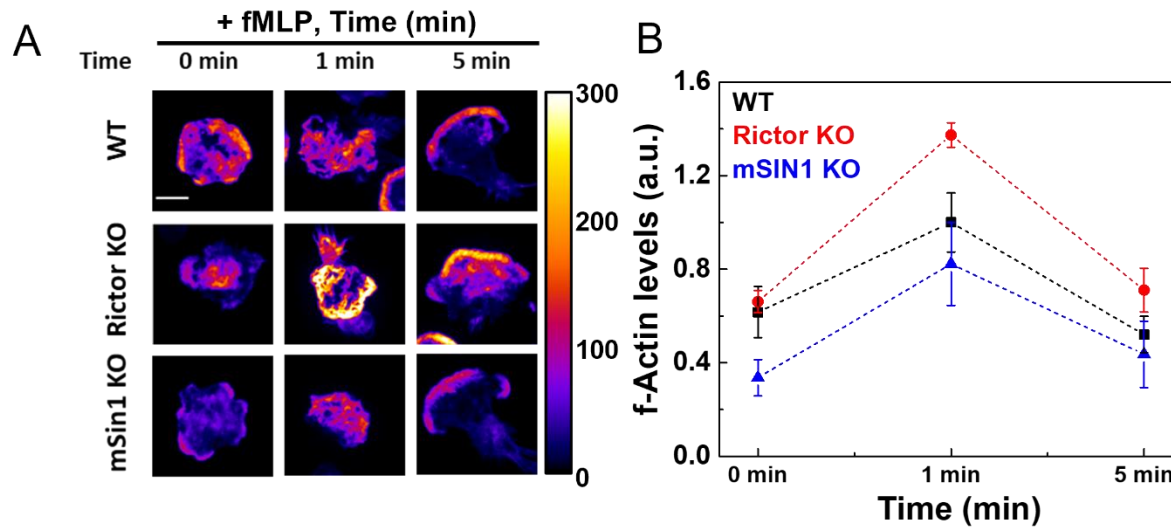 A
+ fMLP, Time (min)
Time 0 min 1 min 5 min
WT
Rictor KO
mSin1 KO
300
200
100
0
B
WT
Rictor KO
mSIN1 KO
f-Actin levels (a.u.)
1.6
1.2
0.8
0.4
0.0
0 min 1 min 5 min
Time (min)